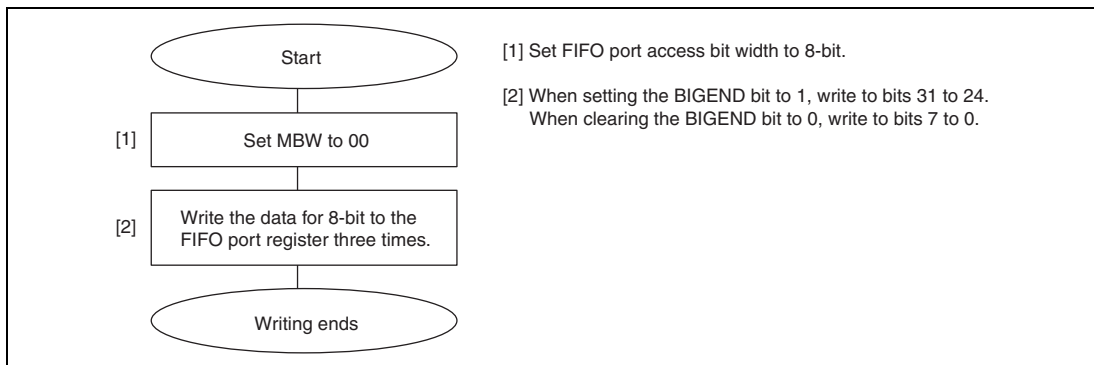 Start
[1] Set FIFO port access bit width to 8-bit.
[2] When setting the BIGEND bit to 1, write to bits 31 to 24.
When clearing the BIGEND bit to 0, write to bits 7 to 0.
[1]
Set MBW to 00
[2]
Write the data for 8-bit to the
FIFO port register three times.
Writing ends